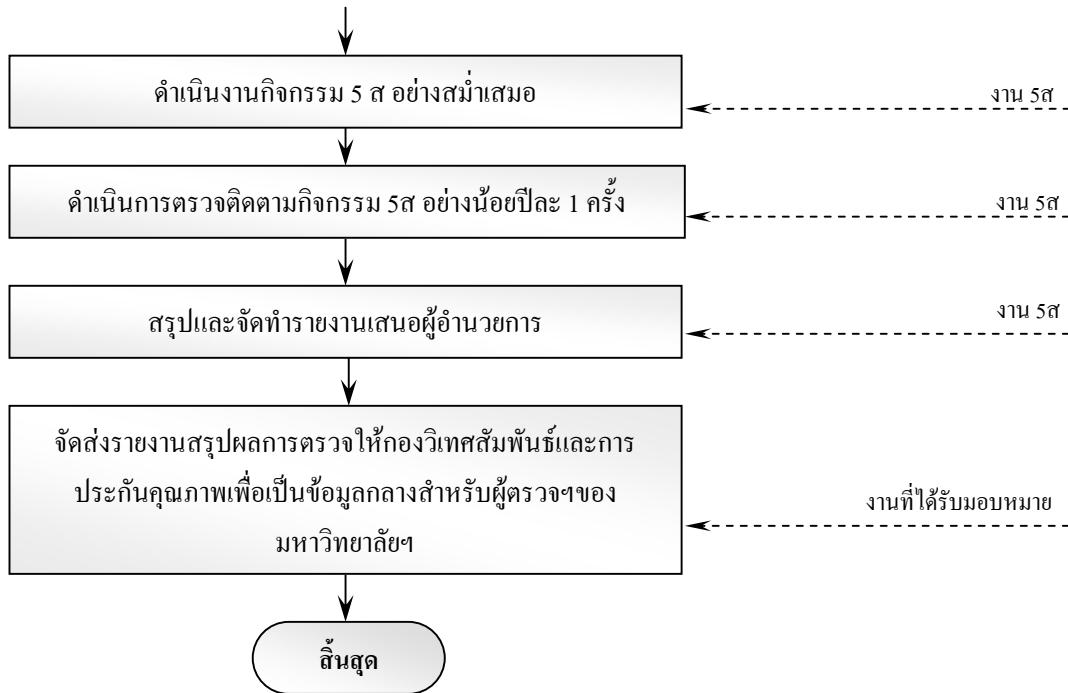 ดำเนินงานกิจกรรม 5 ส อย่างสม่ำเสมอ
งาน 5ส
ดำเนินการตรวจติดตามกิจกรรม 5ส อย่างน้อยปีละ 1 ครั้ง
งาน 5ส
สรุปและจัดทำรายงานเสนอผู้อำนวยการ
งาน 5ส
จัดส่งรายงานสรุปผลการตรวจให้กองวิเทศสัมพันธ์และการ
ประกันคุณภาพเพื่อเป็นข้อมูลกลางสำหรับผู้ตรวจฯของ
มหาวิทยาลัยฯ
งานที่ได้รับมอบหมาย
สิ้นสุด